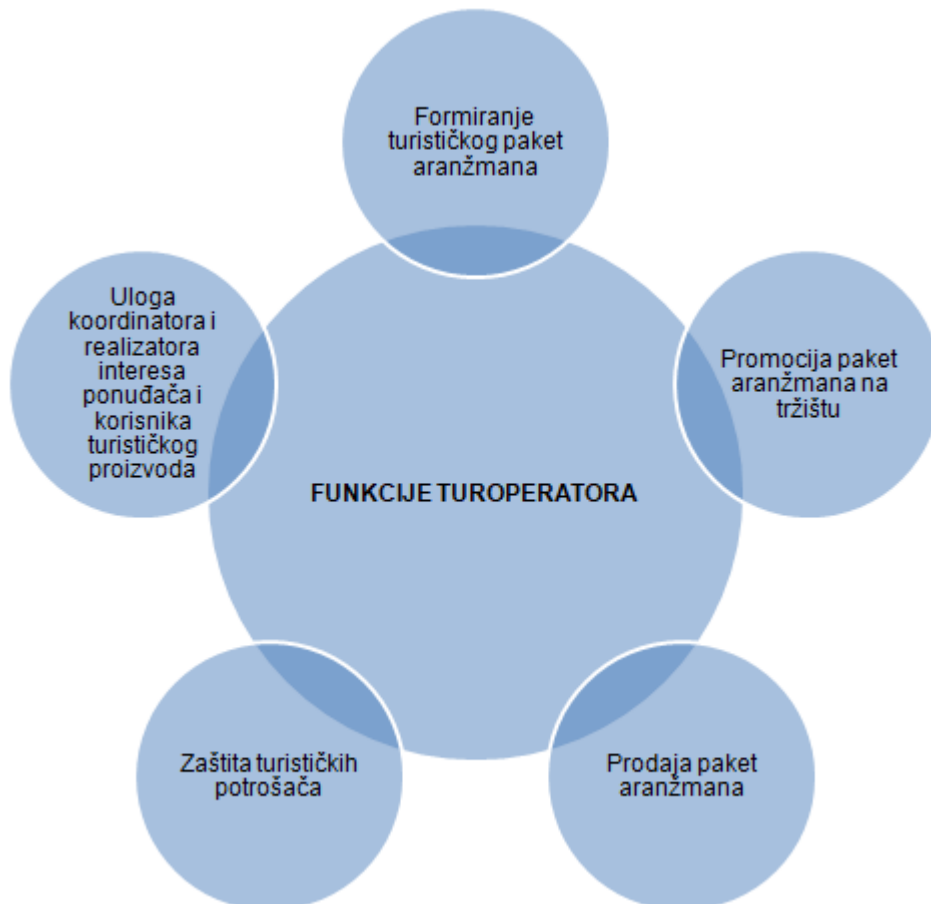 Formiranje
turističkog paket
aranžmana
Uloga
koordinatora i
realizatora
interesa
ponuđača i
korisnika
turističkog
proizvoda
Promocija paket
aranžmana na
tržištu
FUNKCIJE TUROPERATORA
Zaštita turističkih
potrošača
Prodaja paket
aranžmana